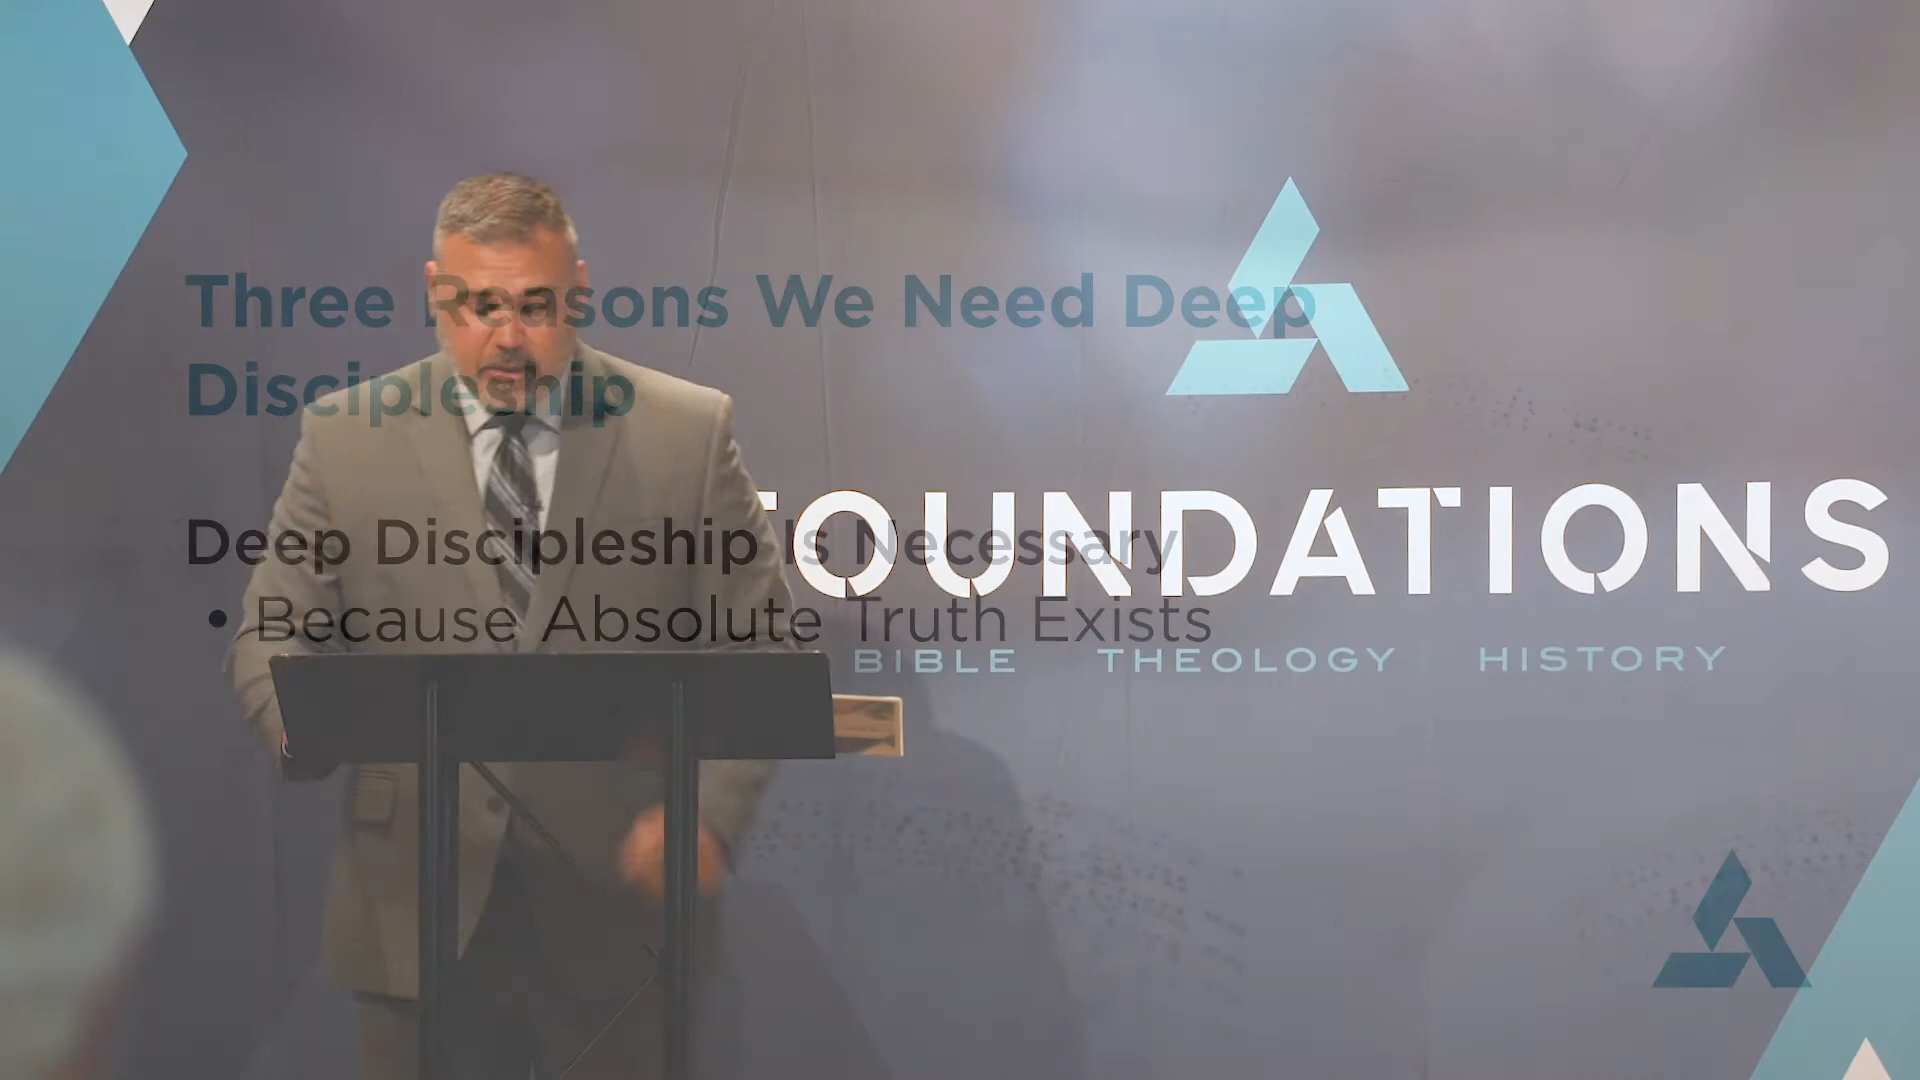 Three Reasons We Need Deep
Discipleship
Deep Discipleship Is Necessary
• Because Absolute Truth Exists
FOUNDATIONS
BIBLE THEOLOGY HISTORY